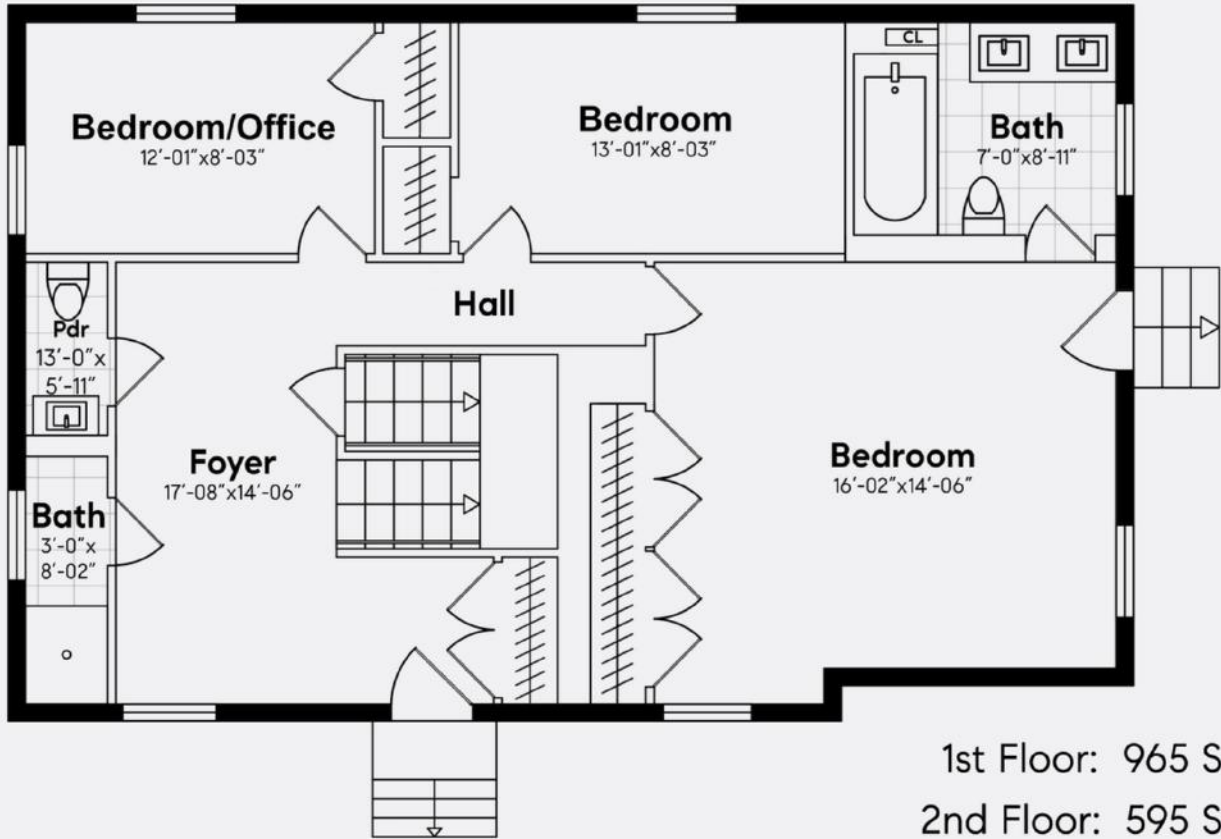 Bedroom/Office
12'-01"x8'-03"
Bedroom
13'-01"x8'-03"
CL
Bath
7'-0"x8'-11"
Hall
Pdr
13'-0"x
5'-11"
Foyer
17'-08"x14'-06"
Bedroom
16'-02"x14'-06"
Bath
3'-0"x
8'-02"
1st Floor: 965 S
2nd Floor: 595 S